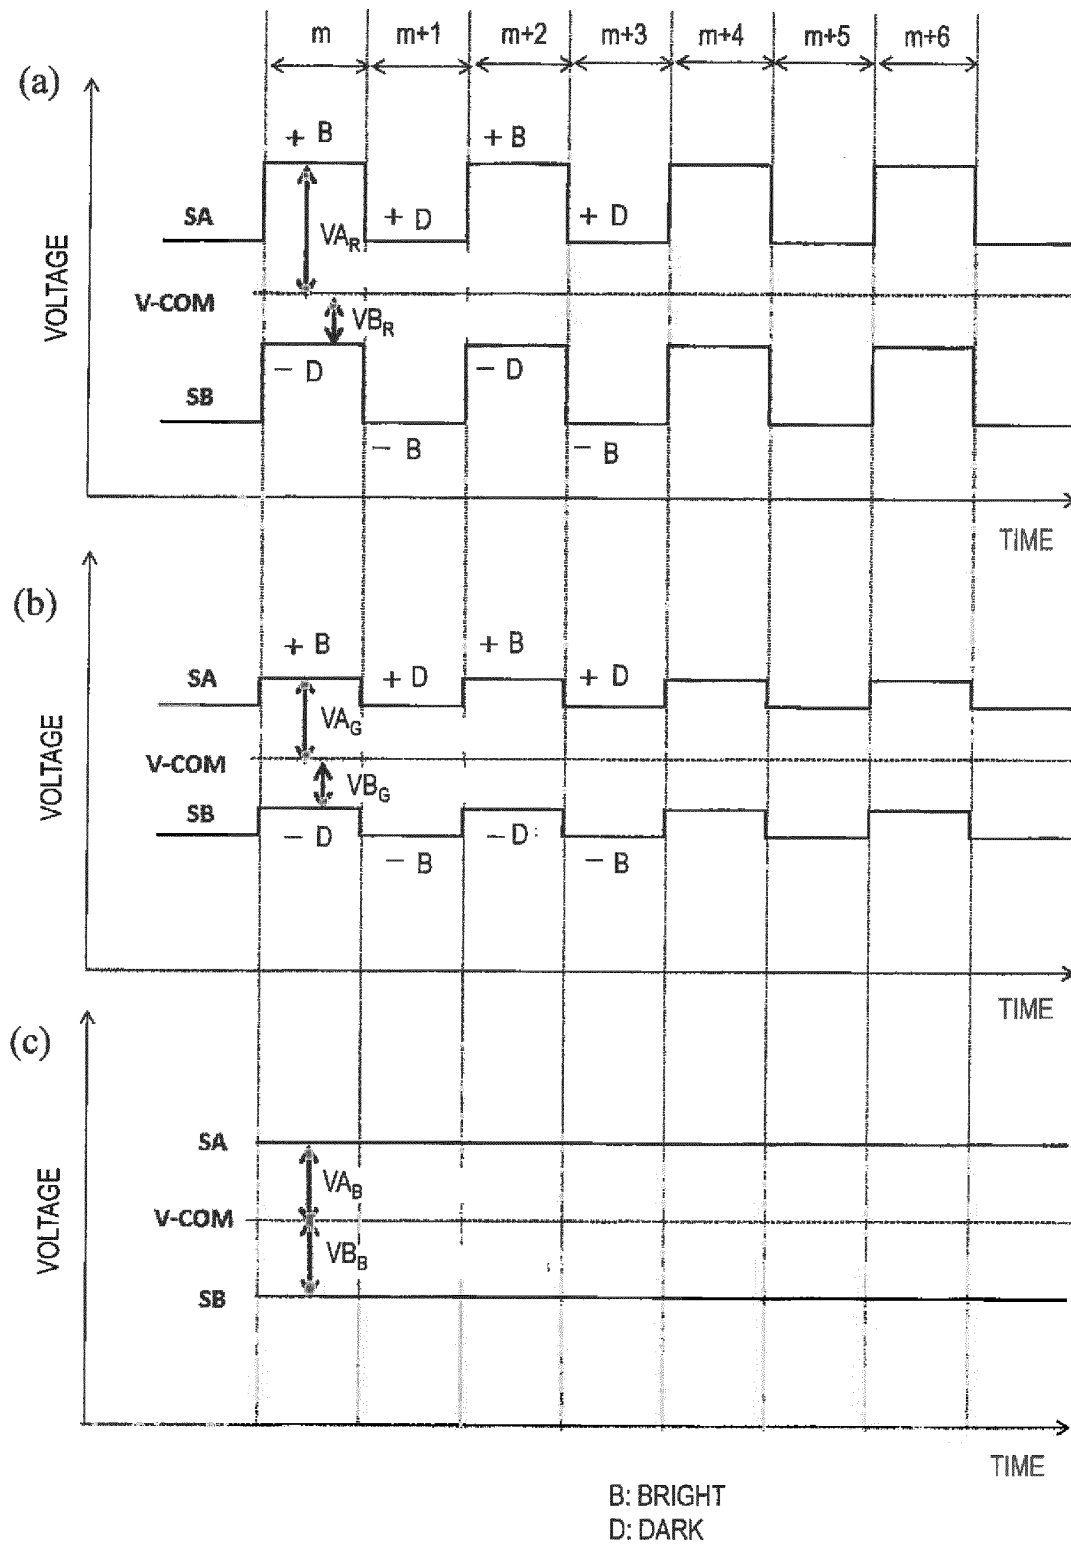 m m+1 m+2 m+3 m+4 m+5 m+6
(a)
+ B + B
SA + D + D
VA_R
VOLTAGE
V-COM
VB_R
- D - D
SB
- B - B
TIME
(b)
+ B + B
SA + D + D
VA_G
VOLTAGE
V-COM
VB_G
SB
- D - D
- B - B
TIME
(c)
SA
VA_B
VOLTAGE
V-COM
VB_B
SB
TIME
B: BRIGHT
D: DARK